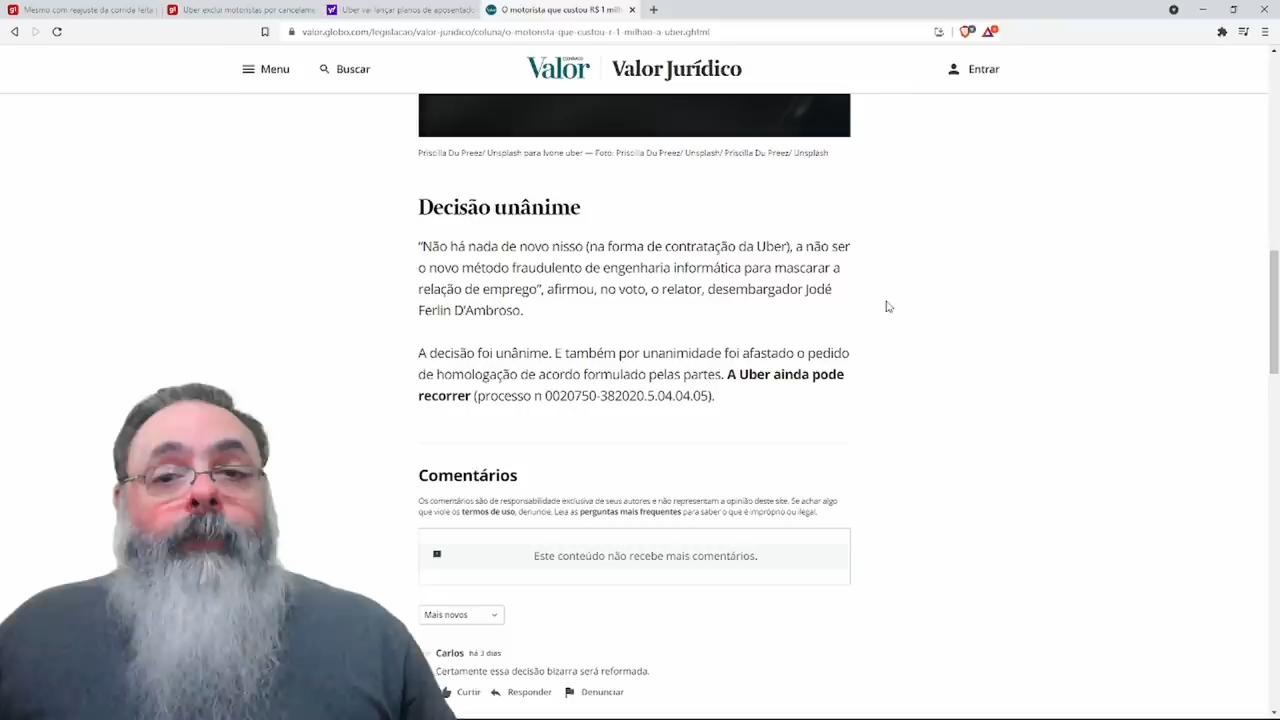 Mesmo com reajuste da corrida feita
Uber exclui motoristas por cancelame
Uber vai lançar planos de aposentado
O motorista que custou R$ 1 milh
valor.globo.com/legislacao/valor-juridico/coluna/o-motorista-que-custou-r-1-milhao-a-uber.ghtml
Menu
Buscar
Valor
Valor Jurídico
Entrar
Priscilla Du Preez/ Unsplash para Ivone uber — Foto: Priscilla Du Preez/ Unsplash/ Priscilla Du Preez/ Unsplash
Decisão unânime
“Não há nada de novo nisso (na forma de contratação da Uber), a não ser
o novo método fraudulento de engenharia informática para mascarar a
relação de emprego”, afirmou, no voto, o relator, desembargador Jodé
Ferlin D’Ambroso.
A decisão foi unânime. E também por unanimidade foi afastado o pedido
de homologação de acordo formulado pelas partes. A Uber ainda pode
recorrer (processo n 0020750-382020.5.04.04.05).
Comentários
Os comentários são de responsabilidade exclusiva de seus autores e não representam a opinião deste site. Se achar algo
que viole os termos de uso, denuncie. Leia as perguntas mais frequentes para saber o que é impróprio ou ilegal.
Este conteúdo não recebe mais comentários.
Mais novos
Carlos há 3 dias
Certamente essa decisão bizarra será reformada.
Curtir
Responder
Denunciar